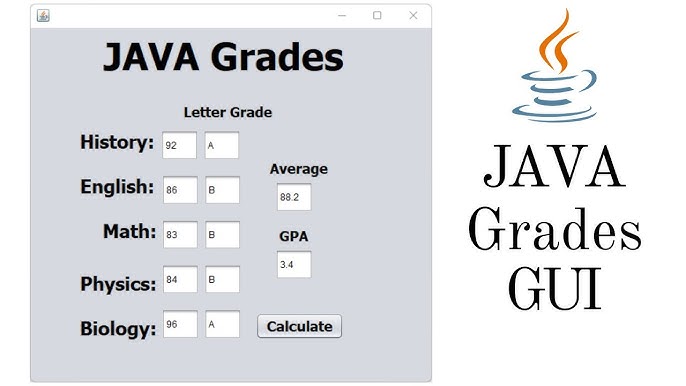 JAVA Grades
Letter Grade
History: 92 A
English: 86 B
Math: 83 B
Physics: 84 B
Biology: 96 A
Average
88.2
GPA
3.4
Calculate
JAVA
Grades
GUI